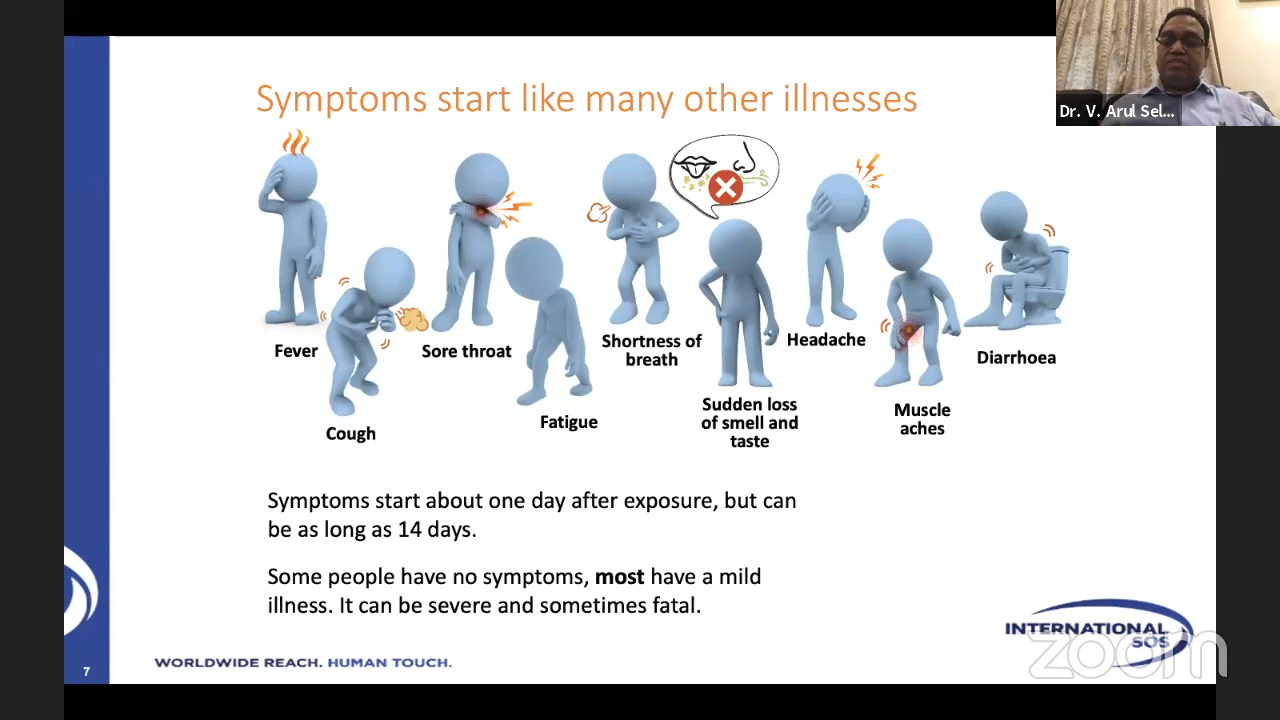 Symptoms start like many other illnesses
Dr. V. Arul Sel...
Fever
Cough
Sore throat
Fatigue
Shortness of
breath
Sudden loss
of smell and
taste
Headache
Muscle
aches
Diarrhoea
Symptoms start about one day after exposure, but can
be as long as 14 days.
Some people have no symptoms, most have a mild
illness. It can be severe and sometimes fatal.
INTERNATIONAL
SOS
zoom
WORLDWIDE REACH. HUMAN TOUCH.
7